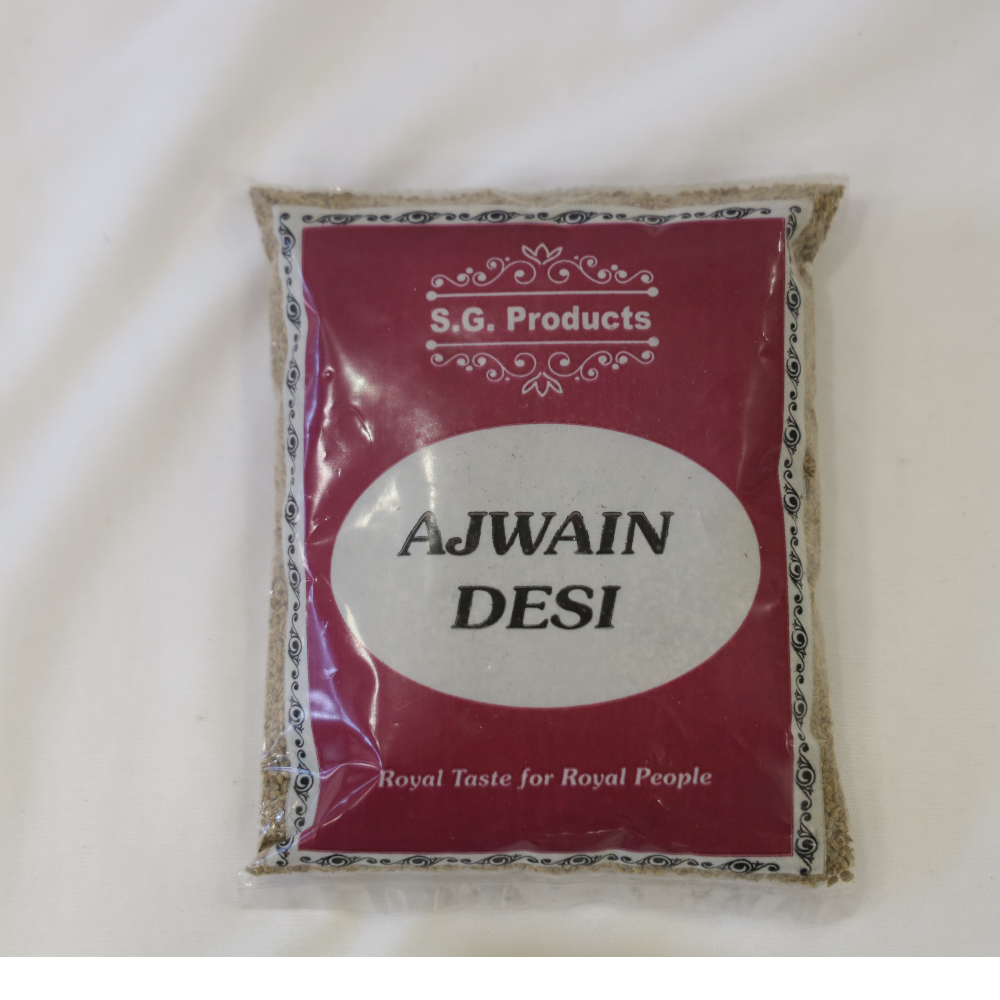 S.G. Products
AJWAIN
DESI
Royal Taste for Royal People